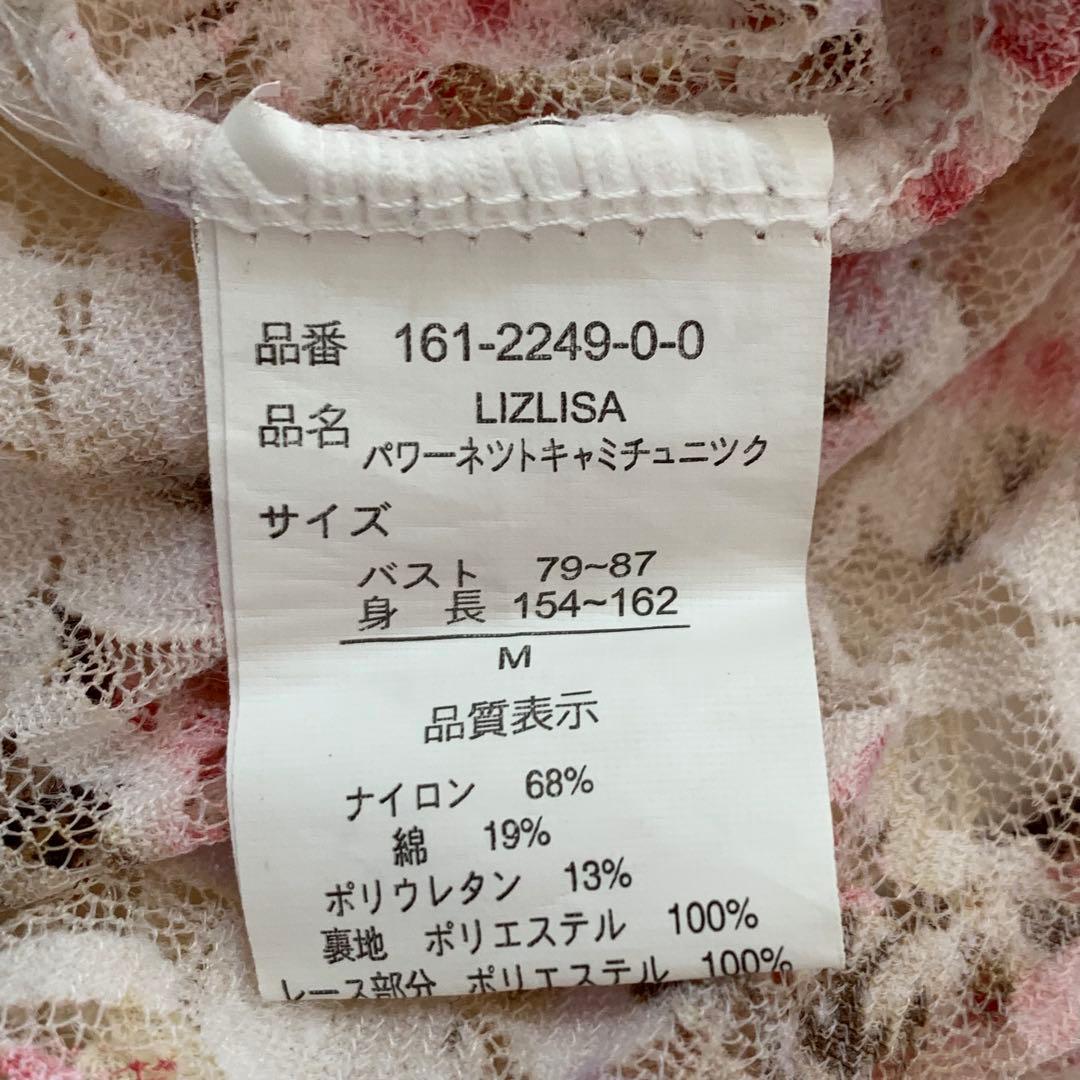 品番 161-2249-0-0
品名 LIZLISA
パワーネツトキャミチュニツク
サイズ
バスト 79~87
身 長 154~162
M
品質表示
ナイロン 68%
綿 19%
ポリウレタン 13%
裏地 ポリエステル 100%
レース部分 ポリエステル 100%